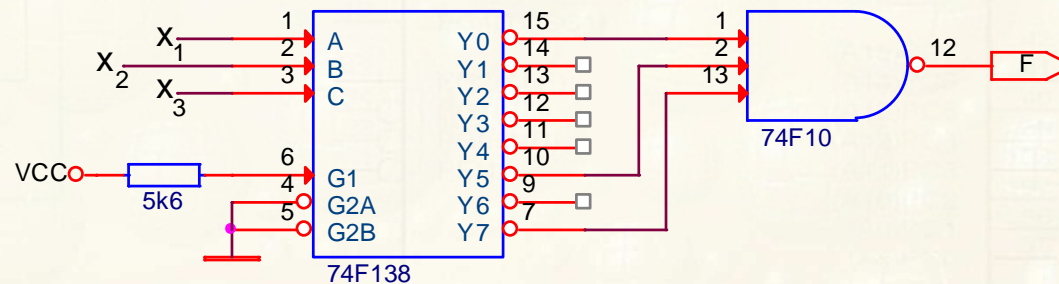 X1 1 A Y0 15 1
X2 2 B Y1 14 2 12 F
X3 3 C Y2 13 13
Y3 12
Y4 11 74F10
VCC 5k6 6 G1 Y5 10
4 G2A Y6 9
5 G2B Y7 7
74F138